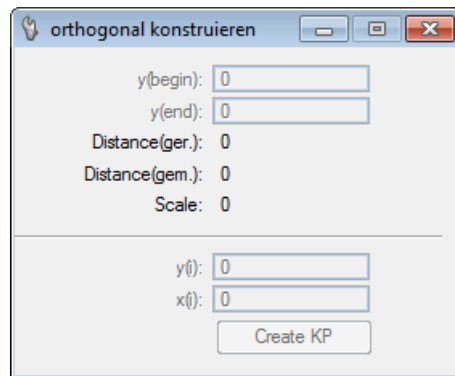 orthogonal konstruieren
y(begin): 0
y(end): 0
Distance(ger.): 0
Distance(gem.): 0
Scale: 0
y(i): 0
x(i): 0
Create KP